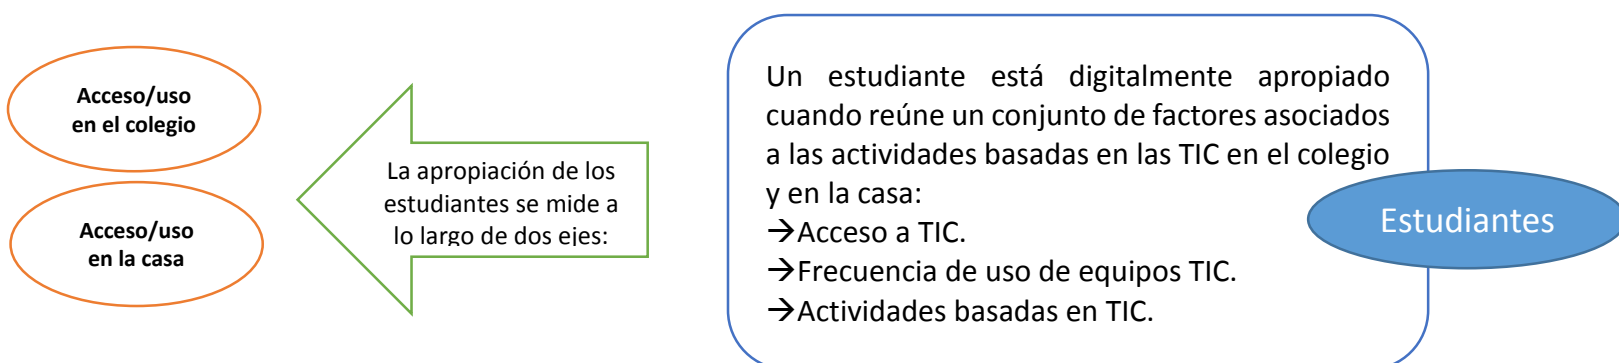 Acceso/uso
en el colegio
Acceso/uso
en la casa
La apropiación de los
estudiantes se mide a
lo largo de dos ejes:
Un estudiante está digitalmente apropiado
cuando reúne un conjunto de factores asociados
a las actividades basadas en las TIC en el colegio
y en la casa:
→Acceso a TIC.
→Frecuencia de uso de equipos TIC.
→Actividades basadas en TIC.
Estudiantes